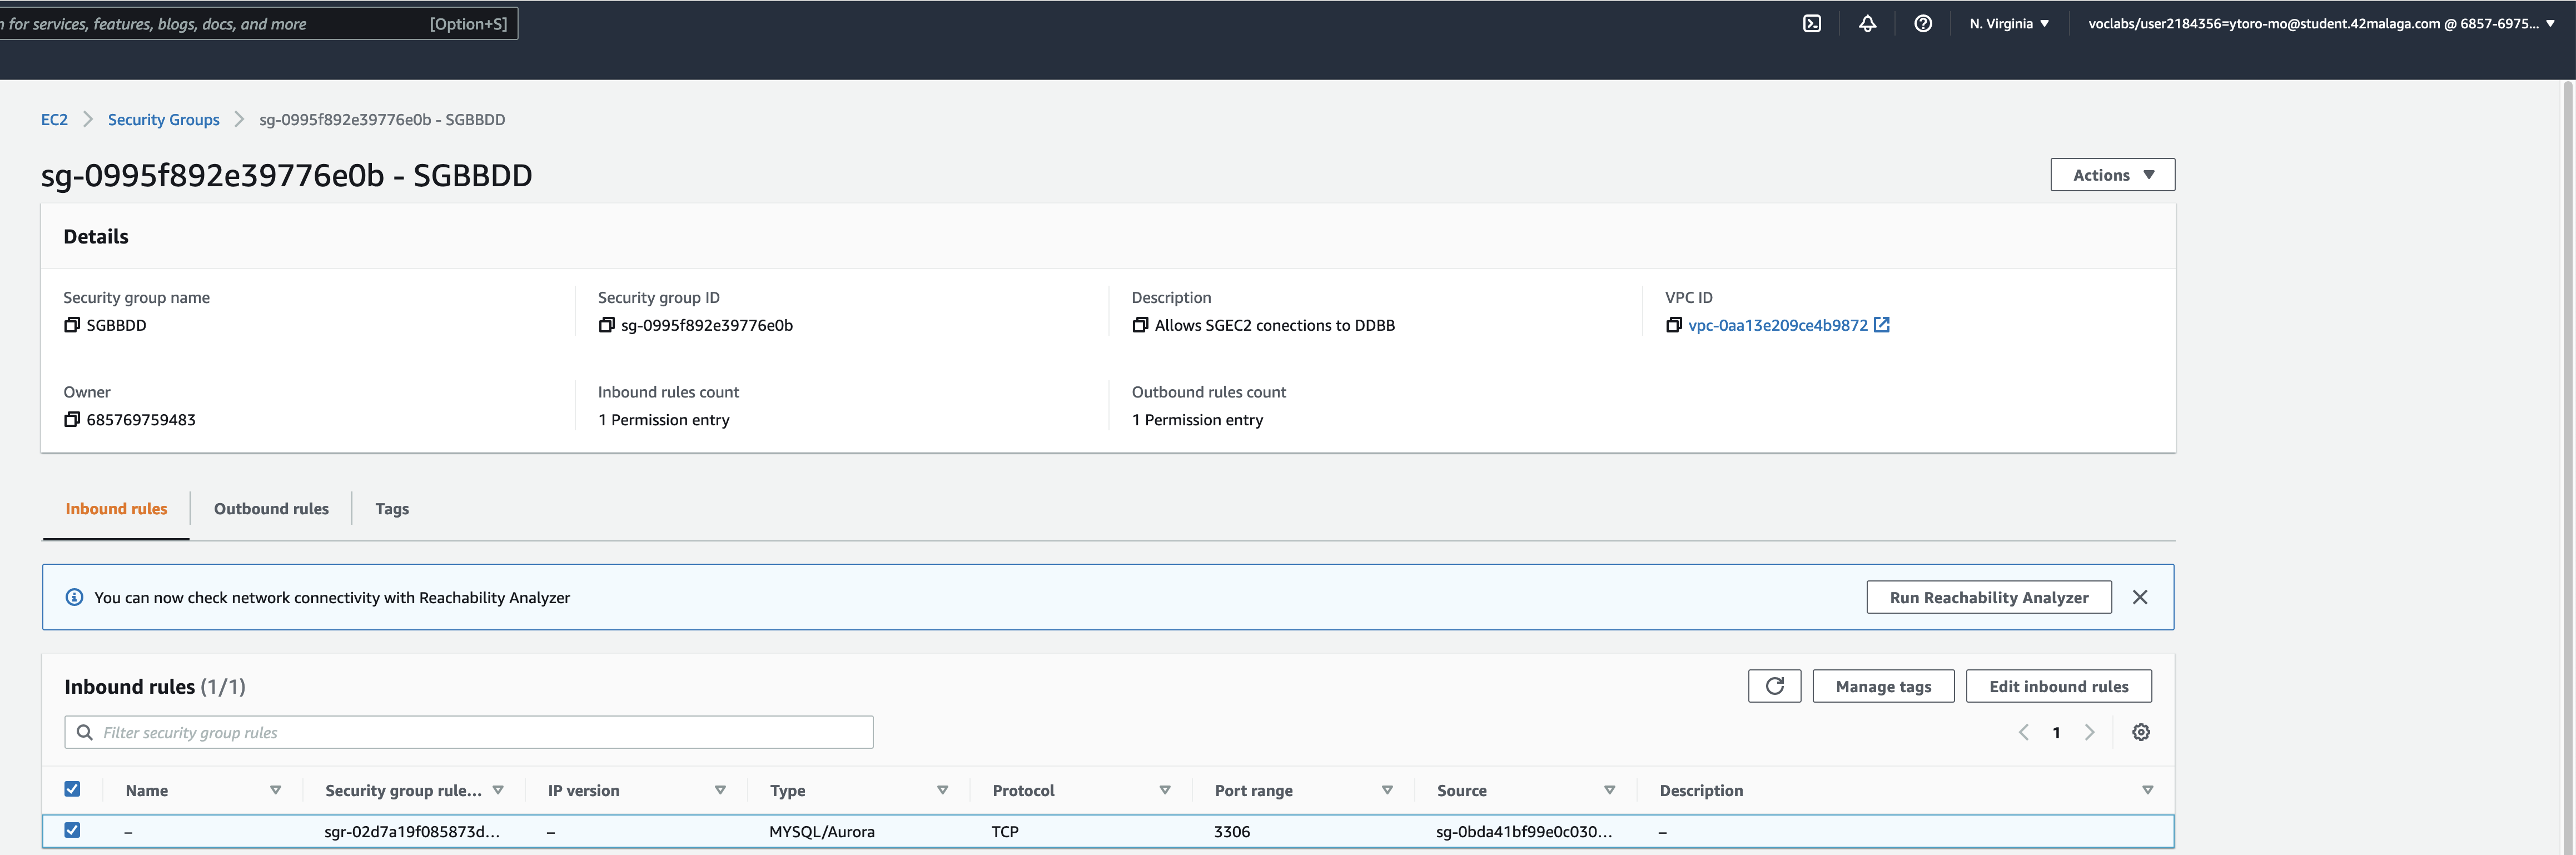 for services, features, blogs, docs, and more [Option+S] N. Virginia voclabs/user2184356=ytoro-mo@student.42malaga.com @ 6857-6975...
EC2 Security Groups sg-0995f892e39776e0b - SGBBDD
sg-0995f892e39776e0b - SGBBDD Actions
Details
Security group name Security group ID Description VPC ID
SGBBDD sg-0995f892e39776e0b Allows SGEC2 conections to DDBB vpc-0aa13e209ce4b9872
Owner Inbound rules count Outbound rules count
685769759483 1 Permission entry 1 Permission entry
Inbound rules Outbound rules Tags
You can now check network connectivity with Reachability Analyzer Run Reachability Analyzer
Inbound rules (1/1) Manage tags Edit inbound rules
Filter security group rules 1
Name Security group rule... IP version Type Protocol Port range Source Description
– sgr-02d7a19f085873d... – MYSQL/Aurora TCP 3306 sg-0bda41bf99e0c030... –